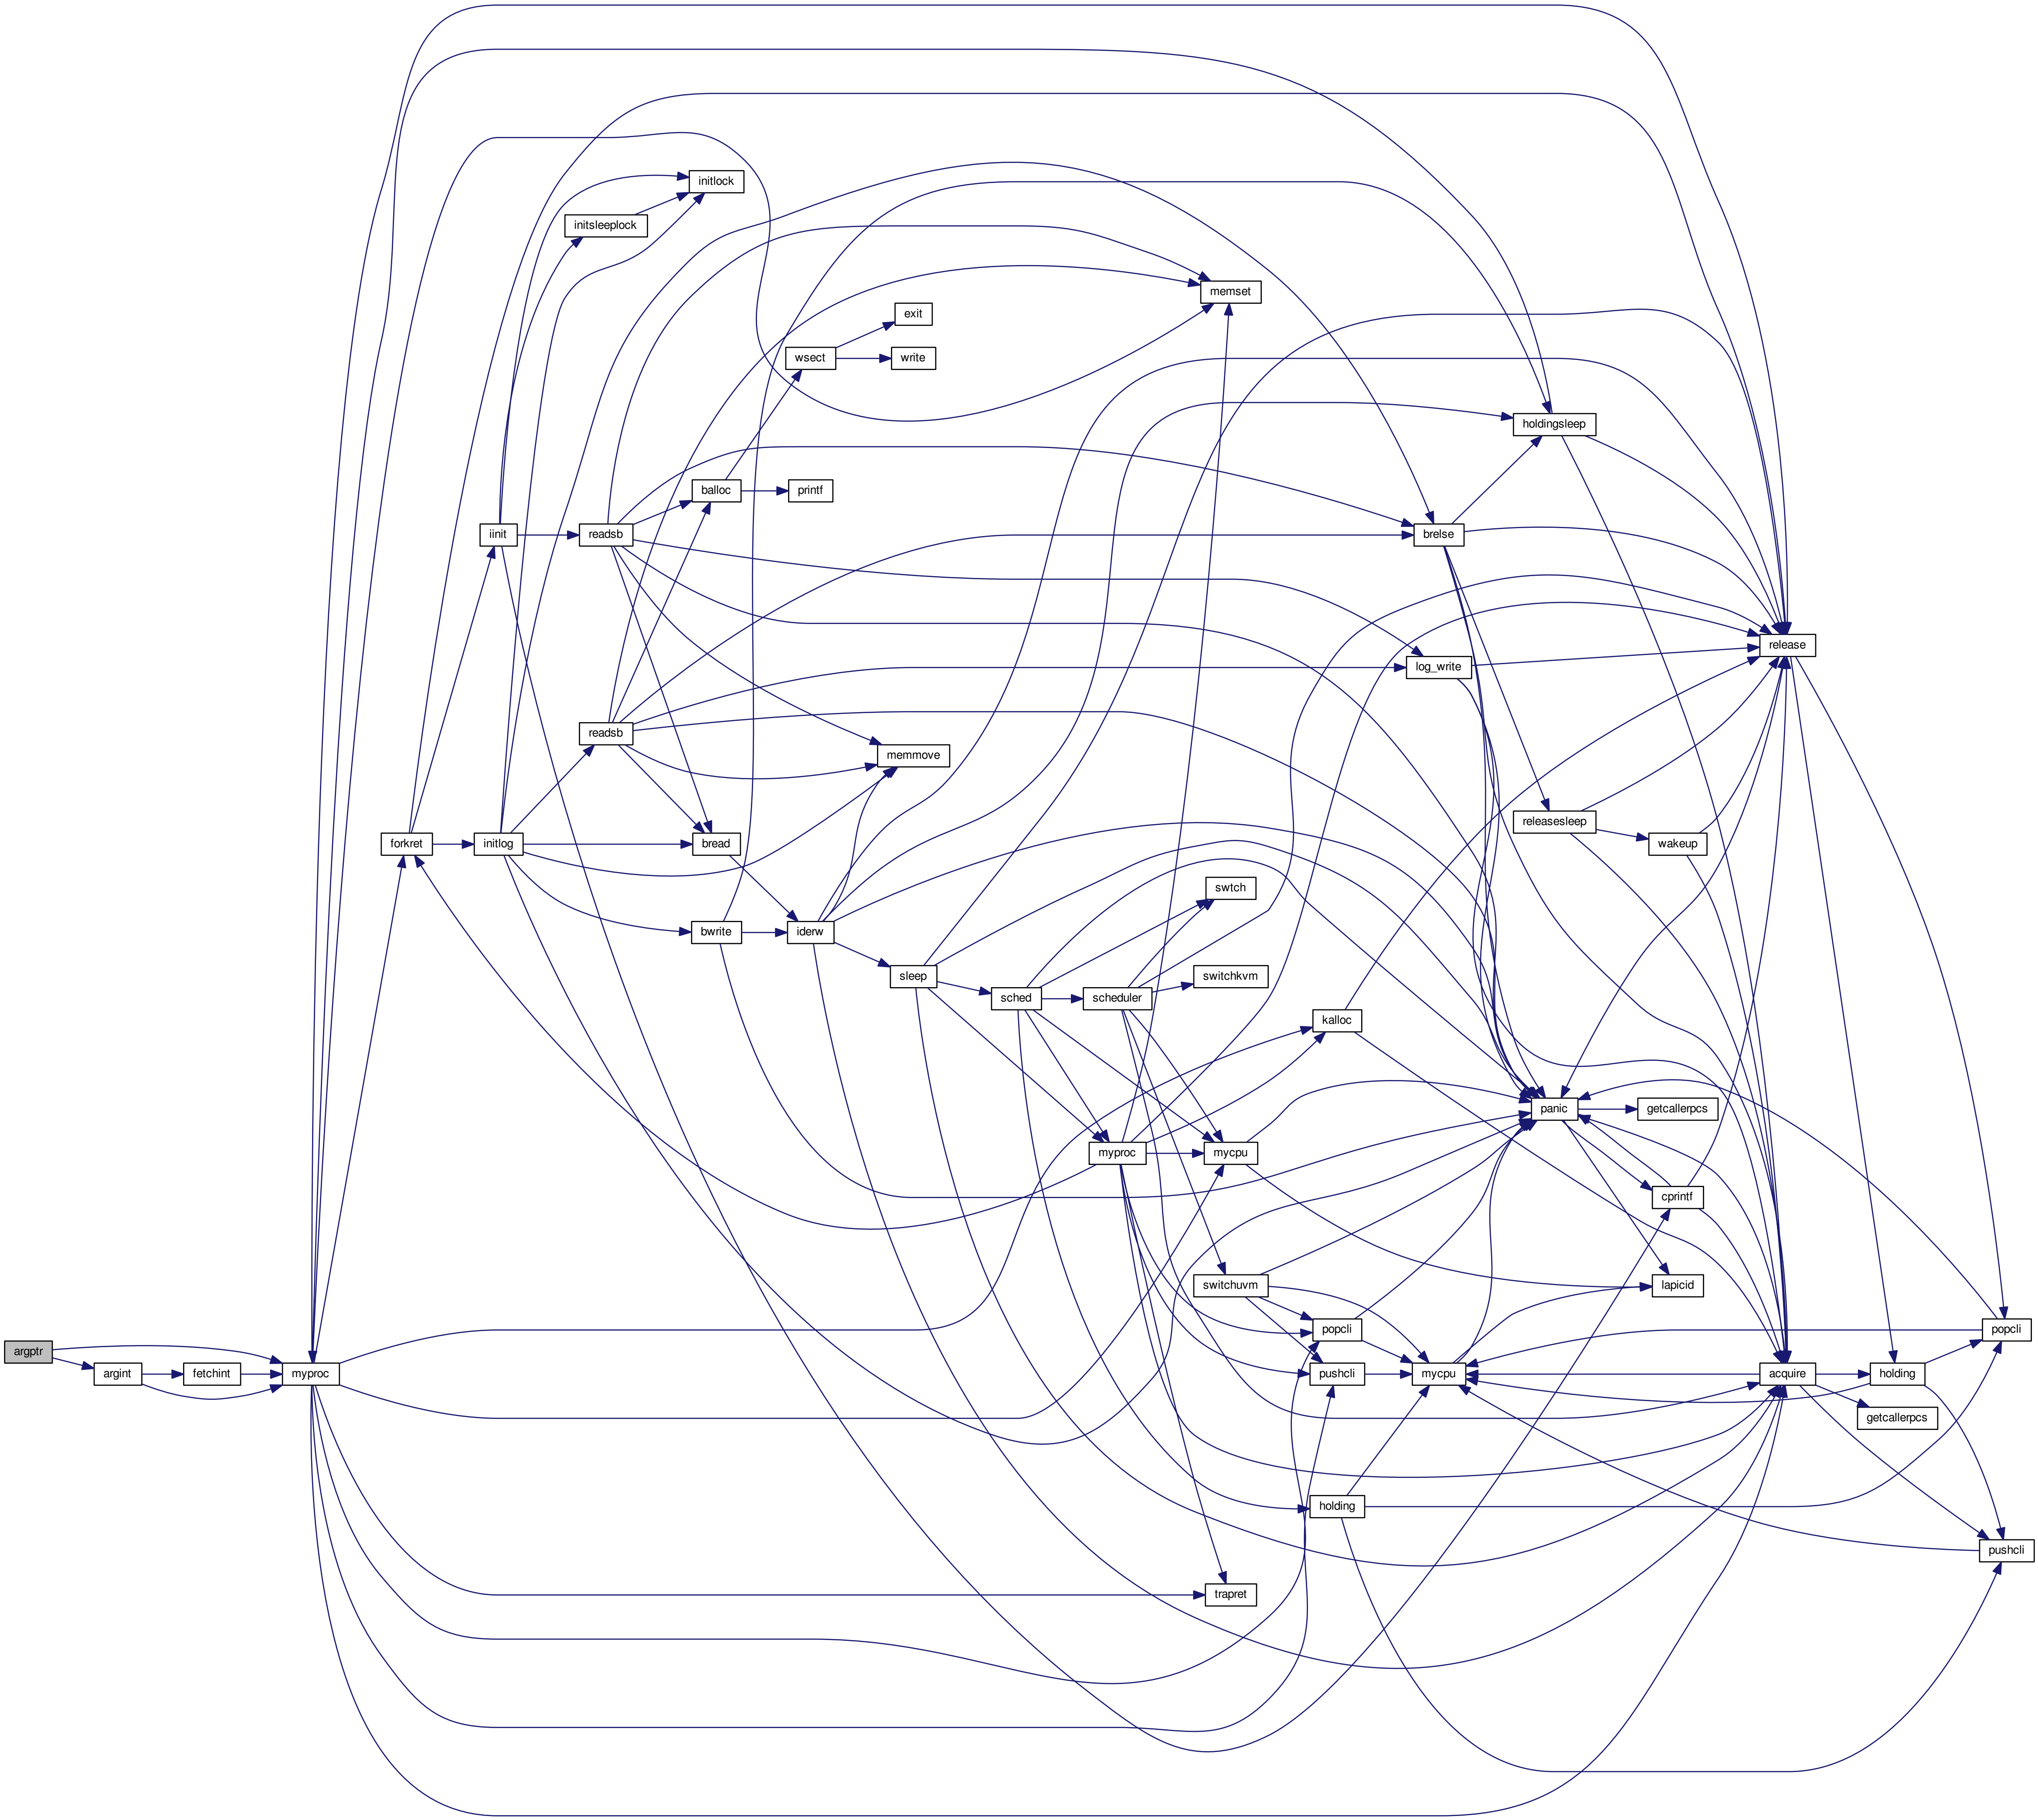 initlock
initsleeplock
memset
exit
wsect
write
holdingsleep
balloc
printf
iinit
readsb
brelse
release
log_write
readsb
memmove
releasesleep
forkret
initlog
bread
wakeup
swtch
bwrite
iderw
sleep
switchkvm
sched
scheduler
kalloc
panic
getcallerpcs
myproc
mycpu
cprintf
switchuvm
lapicid
popcli
popcli
argptr
argint
fetchint
myproc
pushcli
mycpu
acquire
holding
getcallerpcs
holding
pushcli
trapret